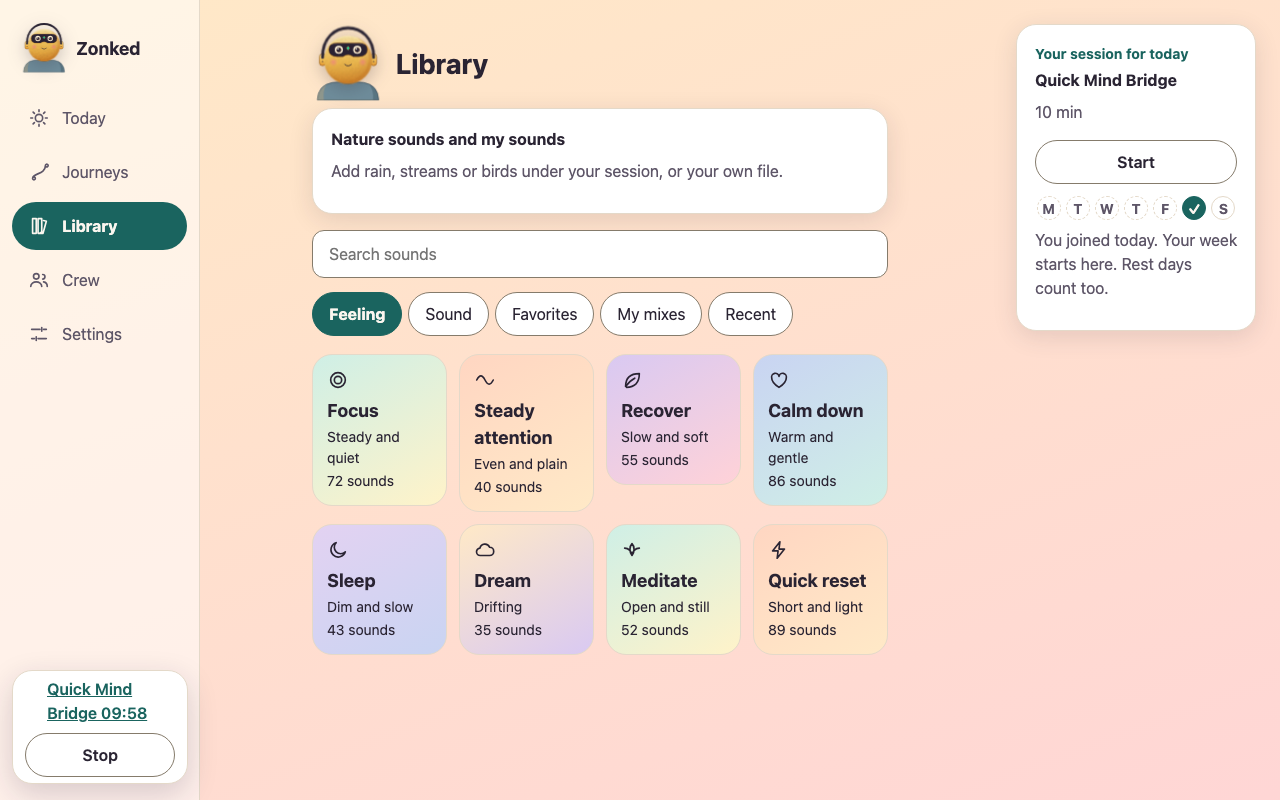 Zonked
Today
Journeys
Library
Crew
Settings
Quick Mind
Bridge 09:58
Stop
Library
Nature sounds and my sounds
Add rain, streams or birds under your session, or your own file.
Search sounds
Feeling
Sound
Favorites
My mixes
Recent
Focus
Steady and
quiet
72 sounds
Steady
attention
Even and plain
40 sounds
Recover
Slow and soft
55 sounds
Calm down
Warm and
gentle
86 sounds
Sleep
Dim and slow
43 sounds
Dream
Drifting
35 sounds
Meditate
Open and still
52 sounds
Quick reset
Short and light
89 sounds
Your session for today
Quick Mind Bridge
10 min
Start
M T W T F S
You joined today. Your week
starts here. Rest days
count too.